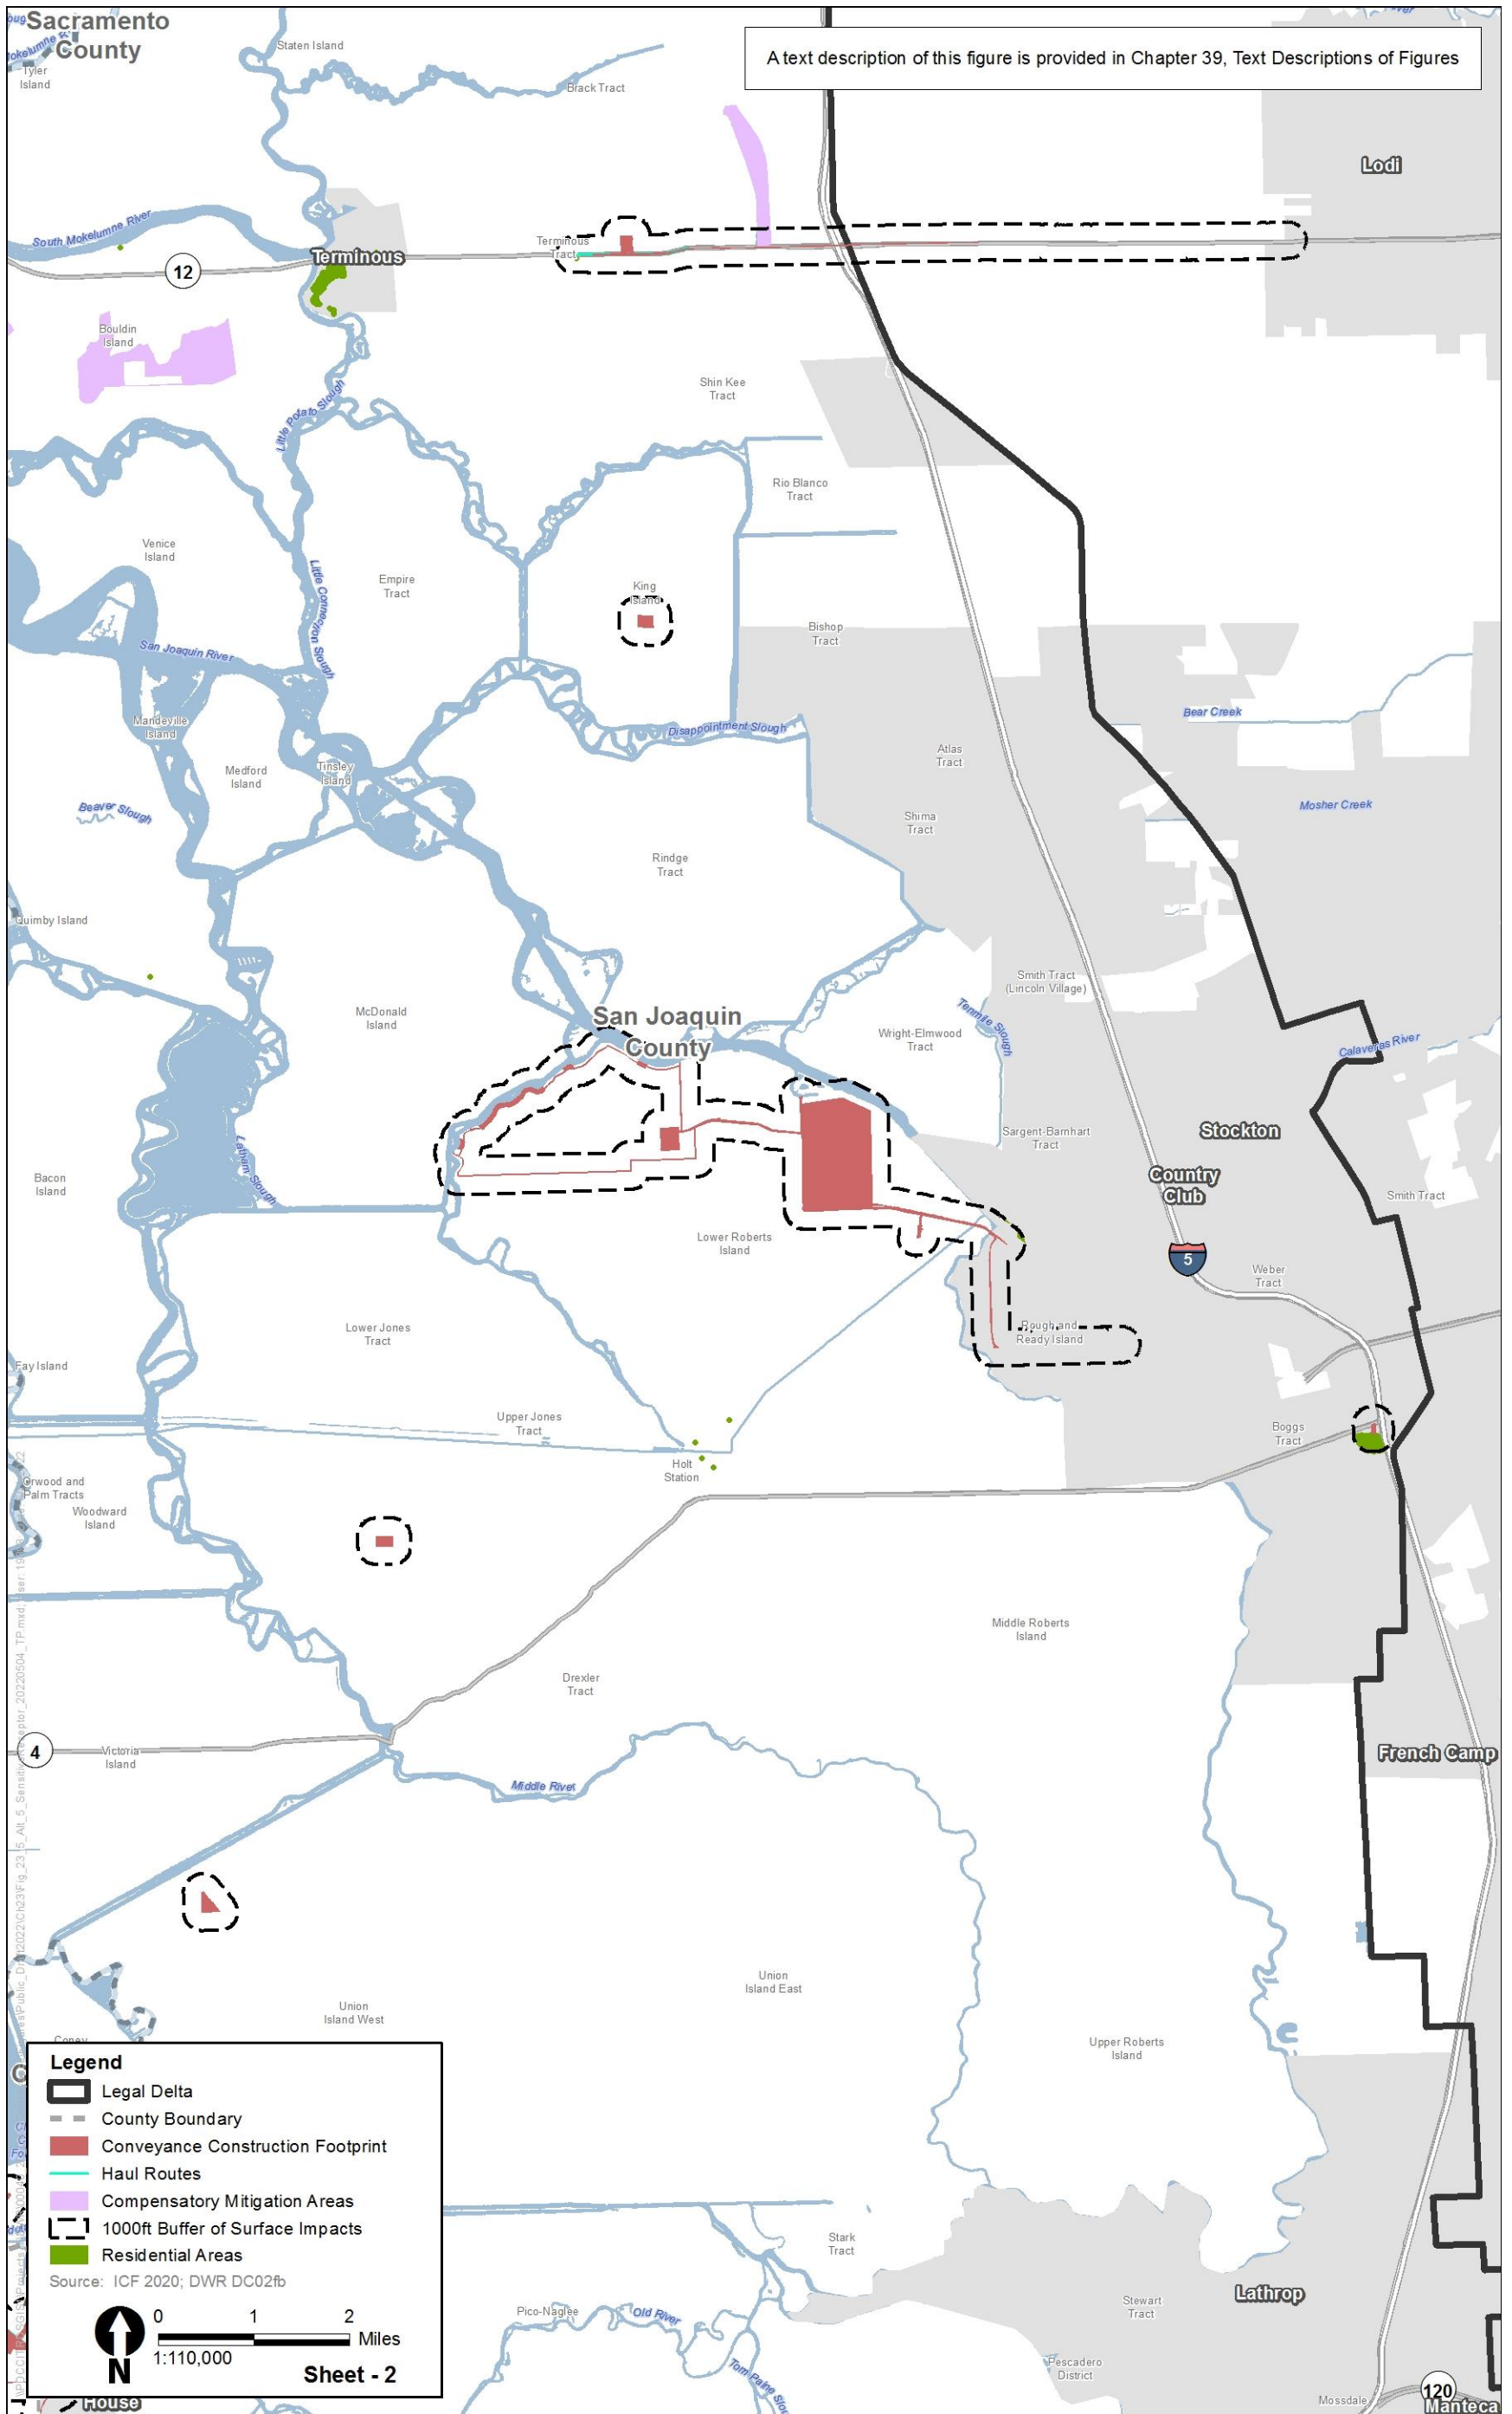 Sacramento
County
Tyler
Island
Staten Island
Brack Tract
A text description of this figure is provided in Chapter 39, Text Descriptions of Figures
Lodi
South Mokelumne River
12
Terminous
Terminous
Tract
Bouldin
Island
Little Potato Slough
Shin Kee
Tract
Rio Blanco
Tract
Venice
Island
Little Connection Slough
Empire
Tract
King
Island
Bishop
Tract
San Joaquin River
Mandeville
Island
Medford
Island
Tinsley
Island
Disappointment Slough
Bear Creek
Atlas
Tract
Beaver Slough
Mosher Creek
Shima
Tract
Rindge
Tract
Quimby Island
Smith Tract
(Lincoln Village)
McDonald
Island
San Joaquin
County
Tenmile Slough
Wright-Elmwood
Tract
Calaveras River
Sargent-Barnhart
Tract
Stockton
Latham Slough
Bacon
Island
Country
Club
Smith Tract
Lower Roberts
Island
5
Weber
Tract
Lower Jones
Tract
Rough and
Ready Island
Fay Island
Upper Jones
Tract
Boggs
Tract
Holt
Station
Orwood and
Palm Tracts
Woodward
Island
Middle Roberts
Island
Drexler
Tract
4
Victoria
Island
French Camp
Middle River
Union
Island East
Union
Island West
Upper Roberts
Island
Coney
Legend
Legal Delta
County Boundary
Conveyance Construction Footprint
Haul Routes
Compensatory Mitigation Areas
1000ft Buffer of Surface Impacts
Residential Areas
Source: ICF 2020; DWR DC02fb
0 1 2
Miles
1:110,000
N
Sheet - 2
Stark
Tract
Stewart
Tract
Lathrop
Pico-Naglee
Old River
Tom Paine Slou
Pescadero
District
Mossdale
120
Manteca
House